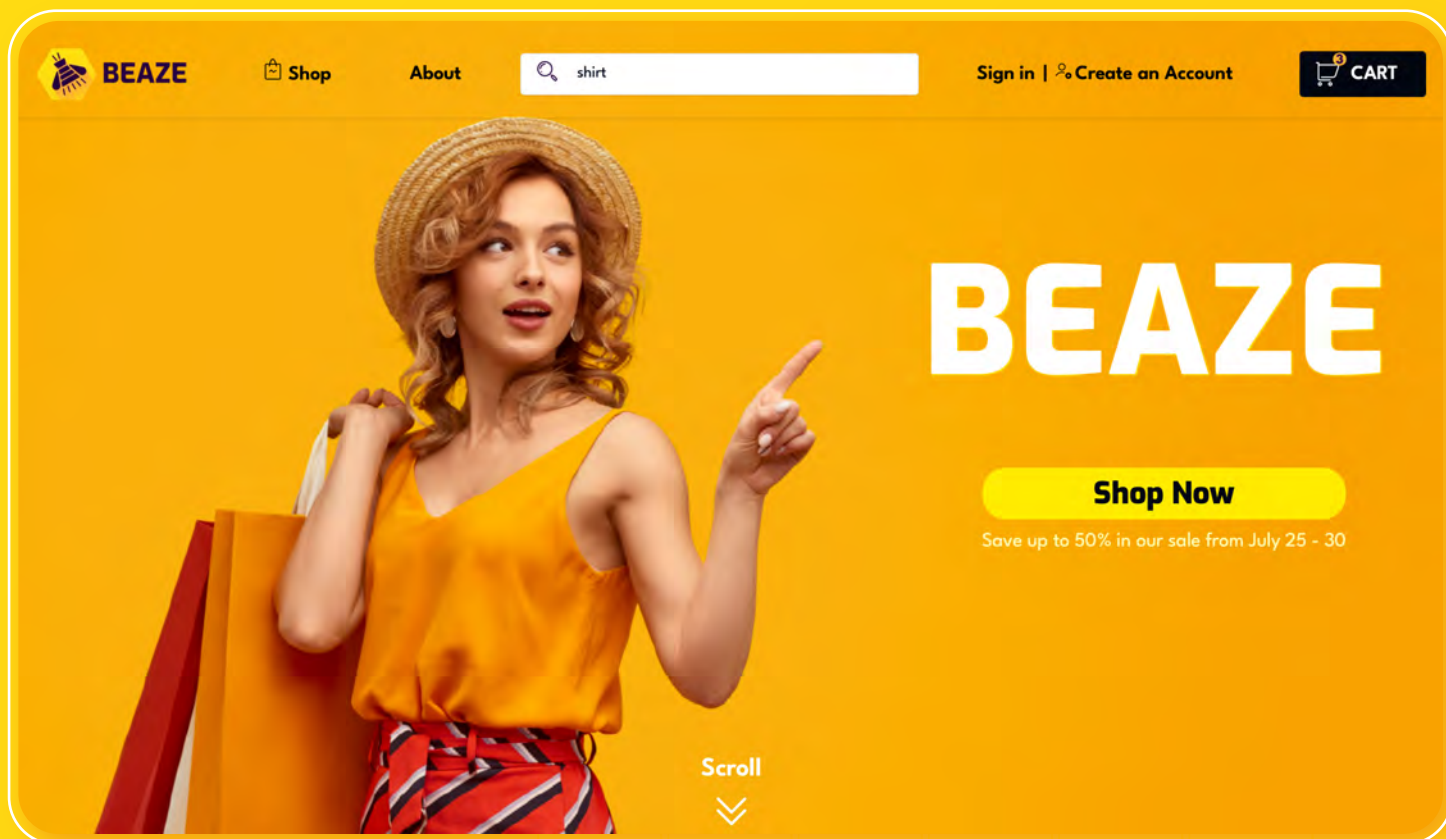 BEAZE
Shop
About
shirt
Sign in | Create an Account
3
CART
BEAZE
Shop Now
Save up to 50% in our sale from July 25 - 30
Scroll